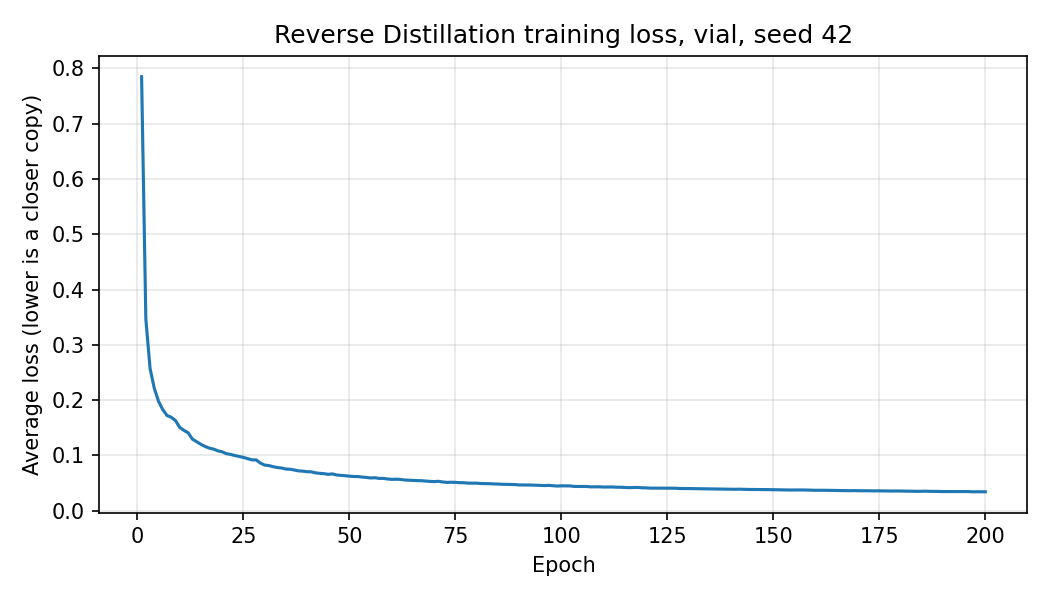 Reverse Distillation training loss, vial, seed 42
Average loss (lower is a closer copy)
0.8
0.7
0.6
0.5
0.4
0.3
0.2
0.1
0.0
0 25 50 75 100 125 150 175 200
Epoch